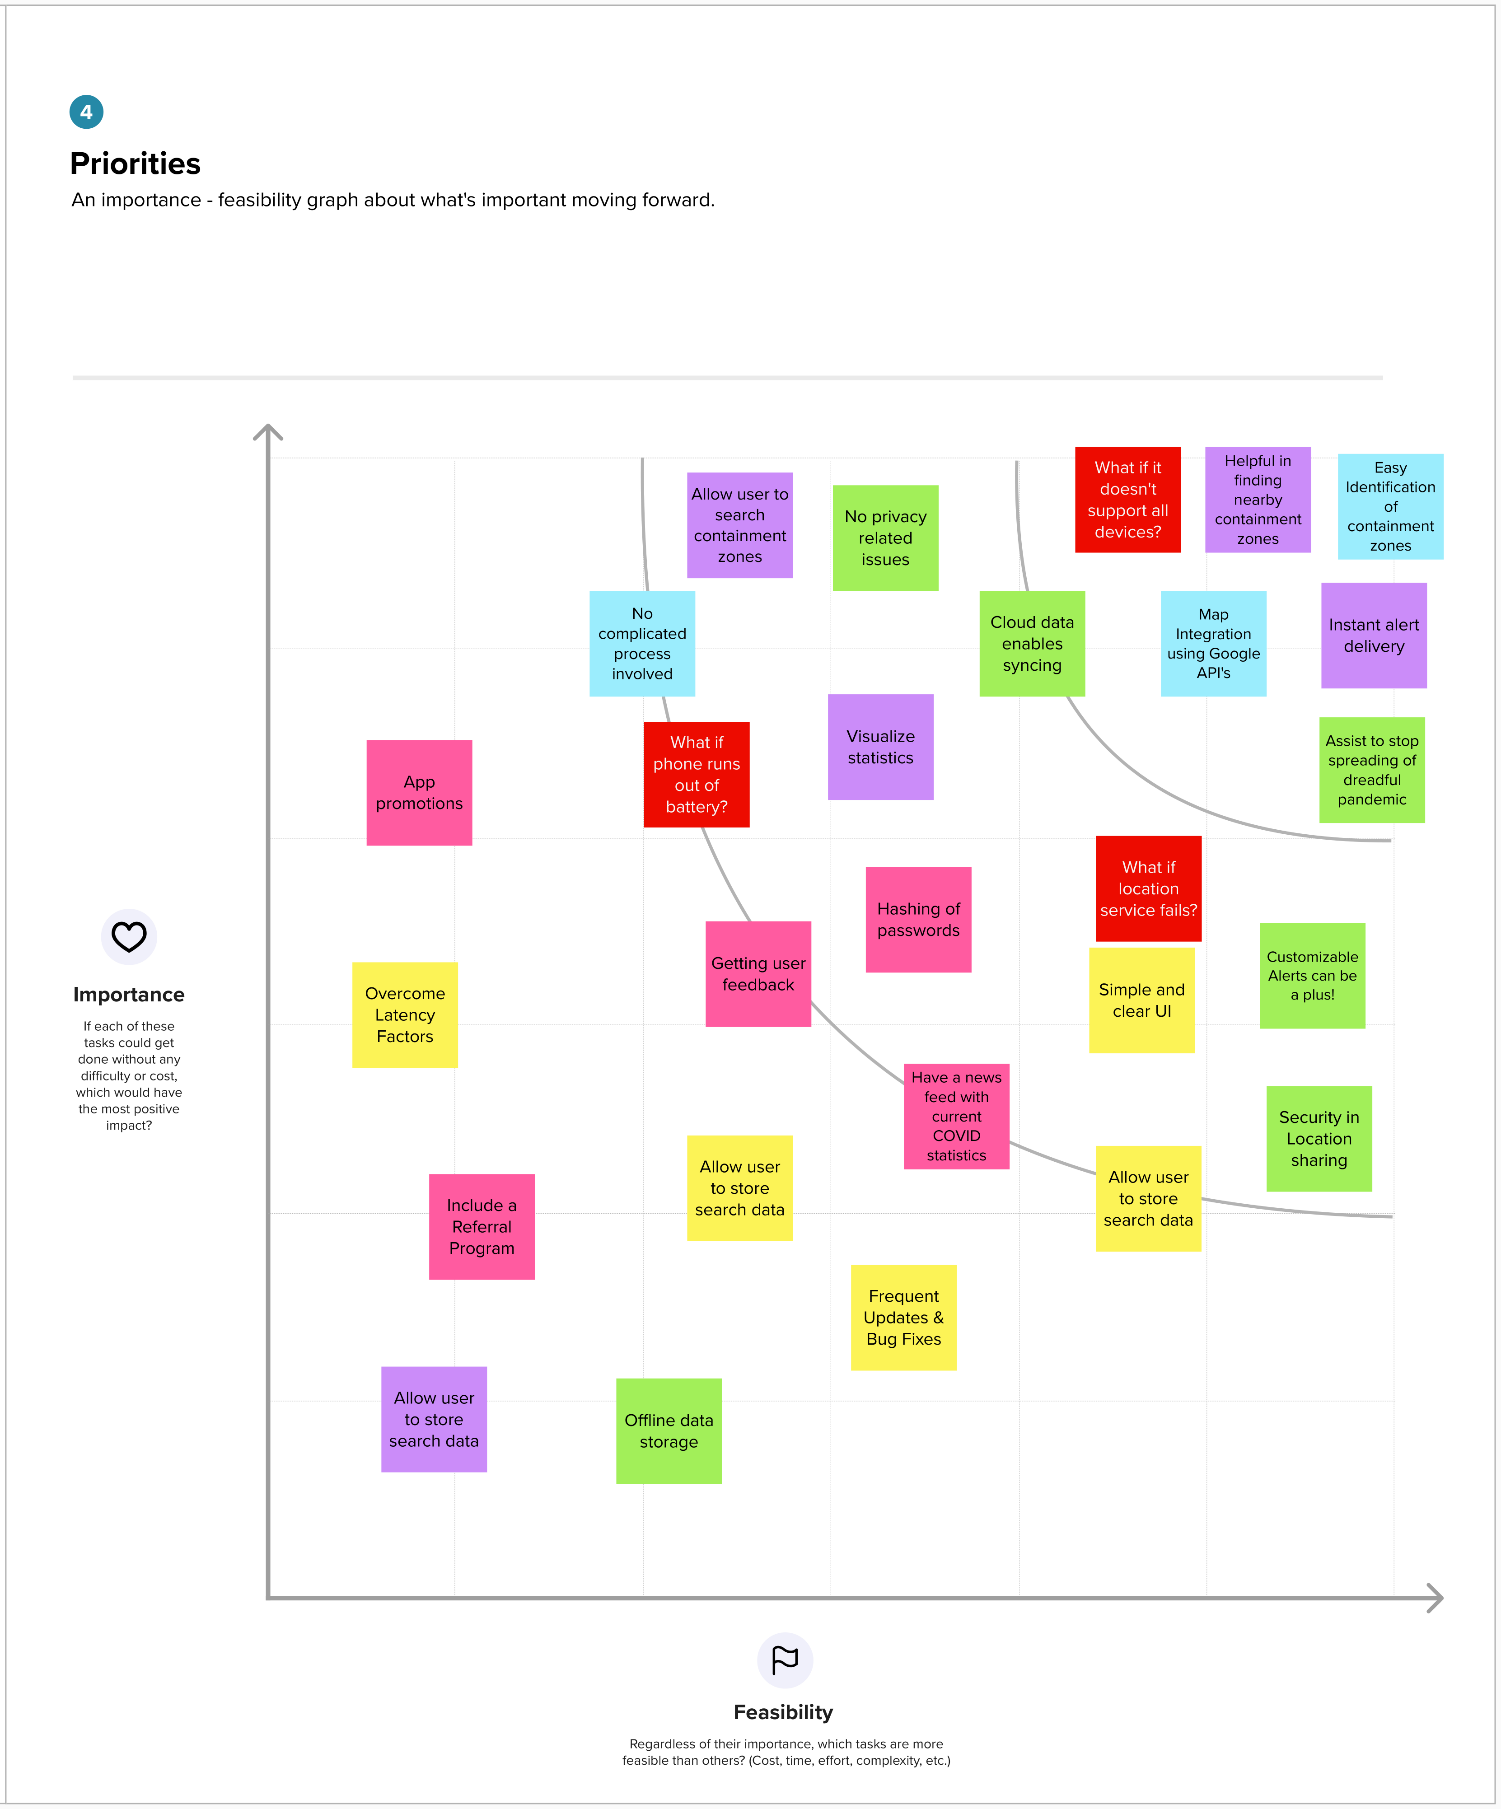 4
Priorities
An importance - feasibility graph about what's important moving forward.
Allow user to
search
containment
zones
No privacy
related
issues
What if it
doesn't
support all
devices?
Helpful in
finding
nearby
containment
zones
Easy
Identification
of
containment
zones
No
complicated
process
involved
Cloud data
enables
syncing
Map
Integration
using Google
API's
Instant alert
delivery
App
promotions
What if
phone runs
out of
battery?
Visualize
statistics
Assist to stop
spreading of
dreadful
pandemic
Hashing of
passwords
What if
location
service fails?
Getting user
feedback
Customizable
Alerts can be
a plus!
Overcome
Latency
Factors
Simple and
clear UI
Importance
If each of these
tasks could get
done without any
difficulty or cost,
which would have
the most positive
impact?
Have a news
feed with
current
COVID
statistics
Security in
Location
sharing
Include a
Referral
Program
Allow user
to store
search data
Allow user
to store
search data
Frequent
Updates &
Bug Fixes
Allow user
to store
search data
Offline data
storage
Feasibility
Regardless of their importance, which tasks are more
feasible than others? (Cost, time, effort, complexity, etc.)